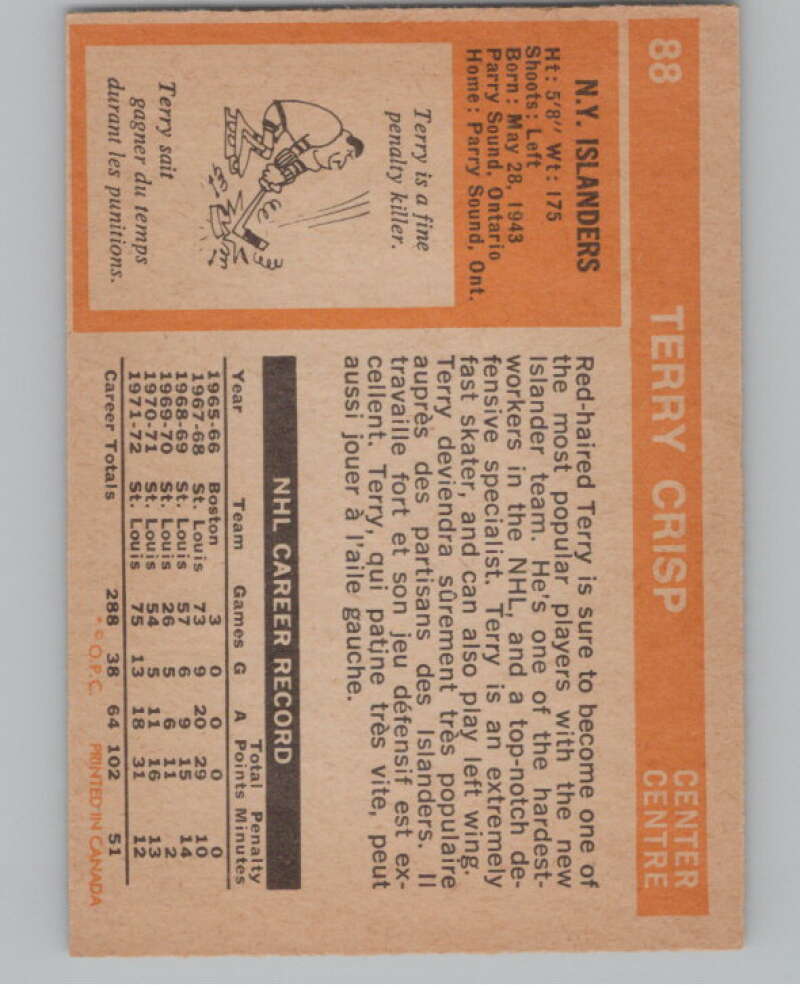 88 TERRY CRISP CENTER
CENTRE
N.Y. ISLANDERS
Ht: 5'8" Wt: 175
Shoots: Left
Born: May 28, 1943
Parry Sound, Ontario
Home: Parry Sound, Ont.
Terry is a fine
penalty killer.
Terry sait
gagner du temps
durant les punitions.
Red-haired Terry is sure to become one of
the most popular players with the new
Islander team. He's one of the hardest-
workers in the NHL, and a top-notch de-
fensive specialist. Terry is an extremely
fast skater, and can also play left wing.
Terry deviendra sûrement très populaire
auprès des partisans des Islanders. Il
travaille fort et son jeu défensif est ex-
cellent. Terry, qui patine très vite, peut
aussi jouer à l'aile gauche.
NHL CAREER RECORD
Total Penalty
Year Team Games G A Points Minutes
1965-66 Boston 3 0 0 0 0
1967-68 St. Louis 73 9 20 29 10
1968-69 St. Louis 57 6 9 15 14
1969-70 St. Louis 26 5 6 11 2
1970-71 St. Louis 54 5 11 16 13
1971-72 St. Louis 75 13 18 31 12
Career Totals 288 38 64 102 51
* © O.P.C. PRINTED IN CANADA